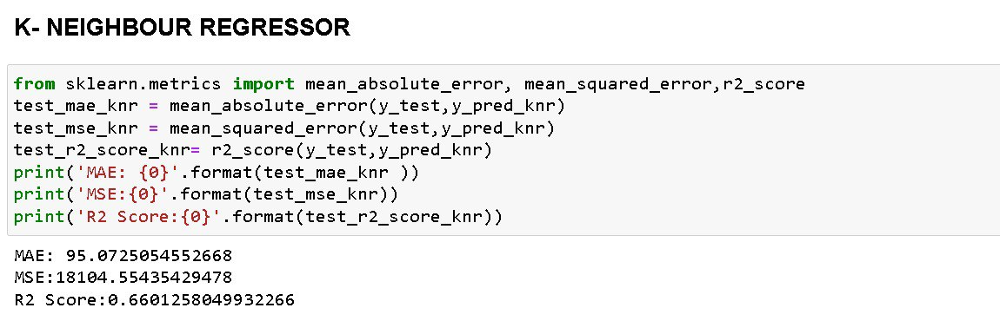 K- NEIGHBOUR REGRESSOR
from sklearn.metrics import mean_absolute_error, mean_squared_error,r2_score
test_mae_knr = mean_absolute_error(y_test,y_pred_knr)
test_mse_knr = mean_squared_error(y_test,y_pred_knr)
test_r2_score_knr= r2_score(y_test,y_pred_knr)
print('MAE: {0}'.format(test_mae_knr ))
print('MSE:{0}'.format(test_mse_knr))
print('R2 Score:{0}'.format(test_r2_score_knr))
MAE: 95.0725054552668
MSE:18104.55435429478
R2 Score:0.6601258049932266